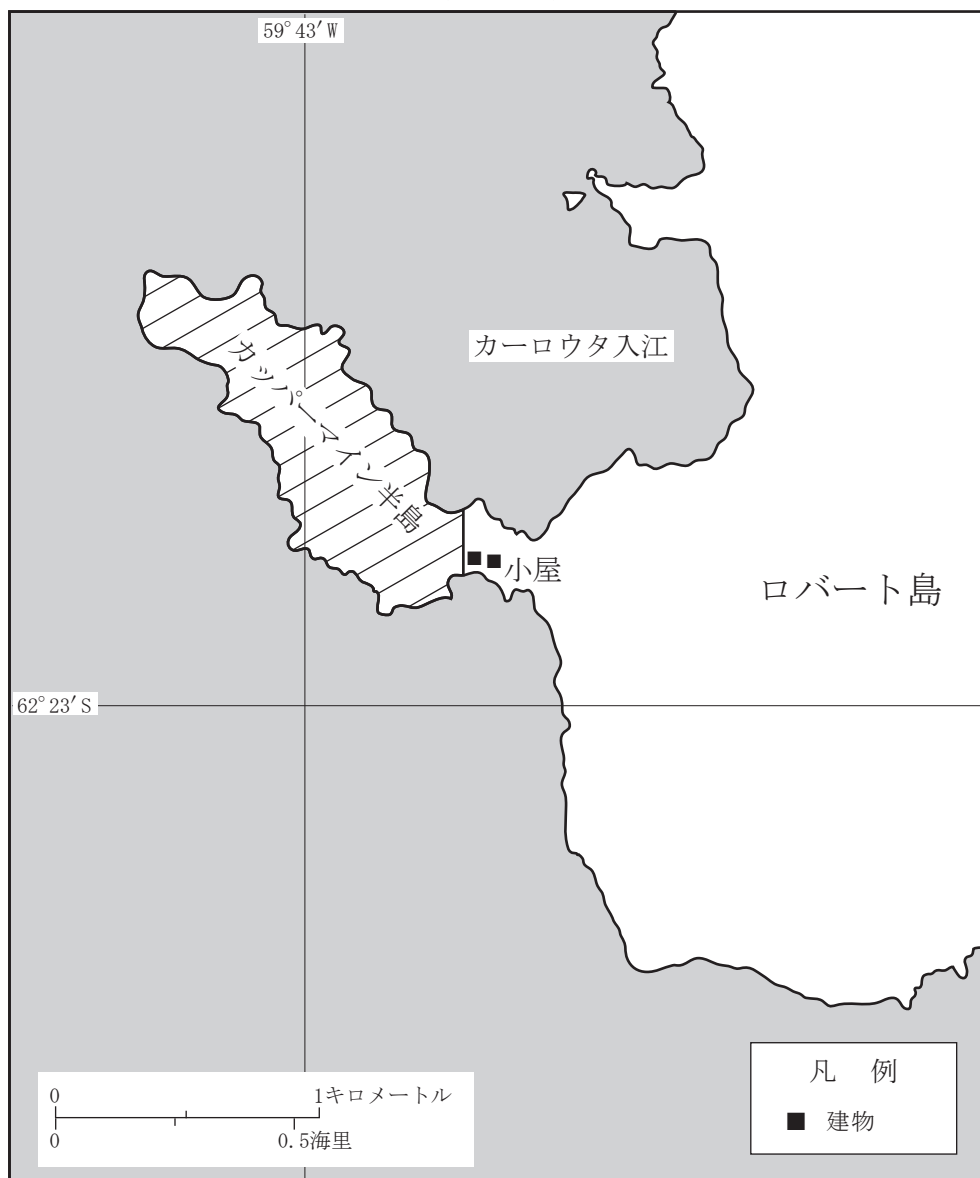 59°43′W
カーロウタ入江
カッパーマイン半島
小屋
ロバート島
62°23′S
0 1キロメートル
0 0.5海里
凡 例
建物